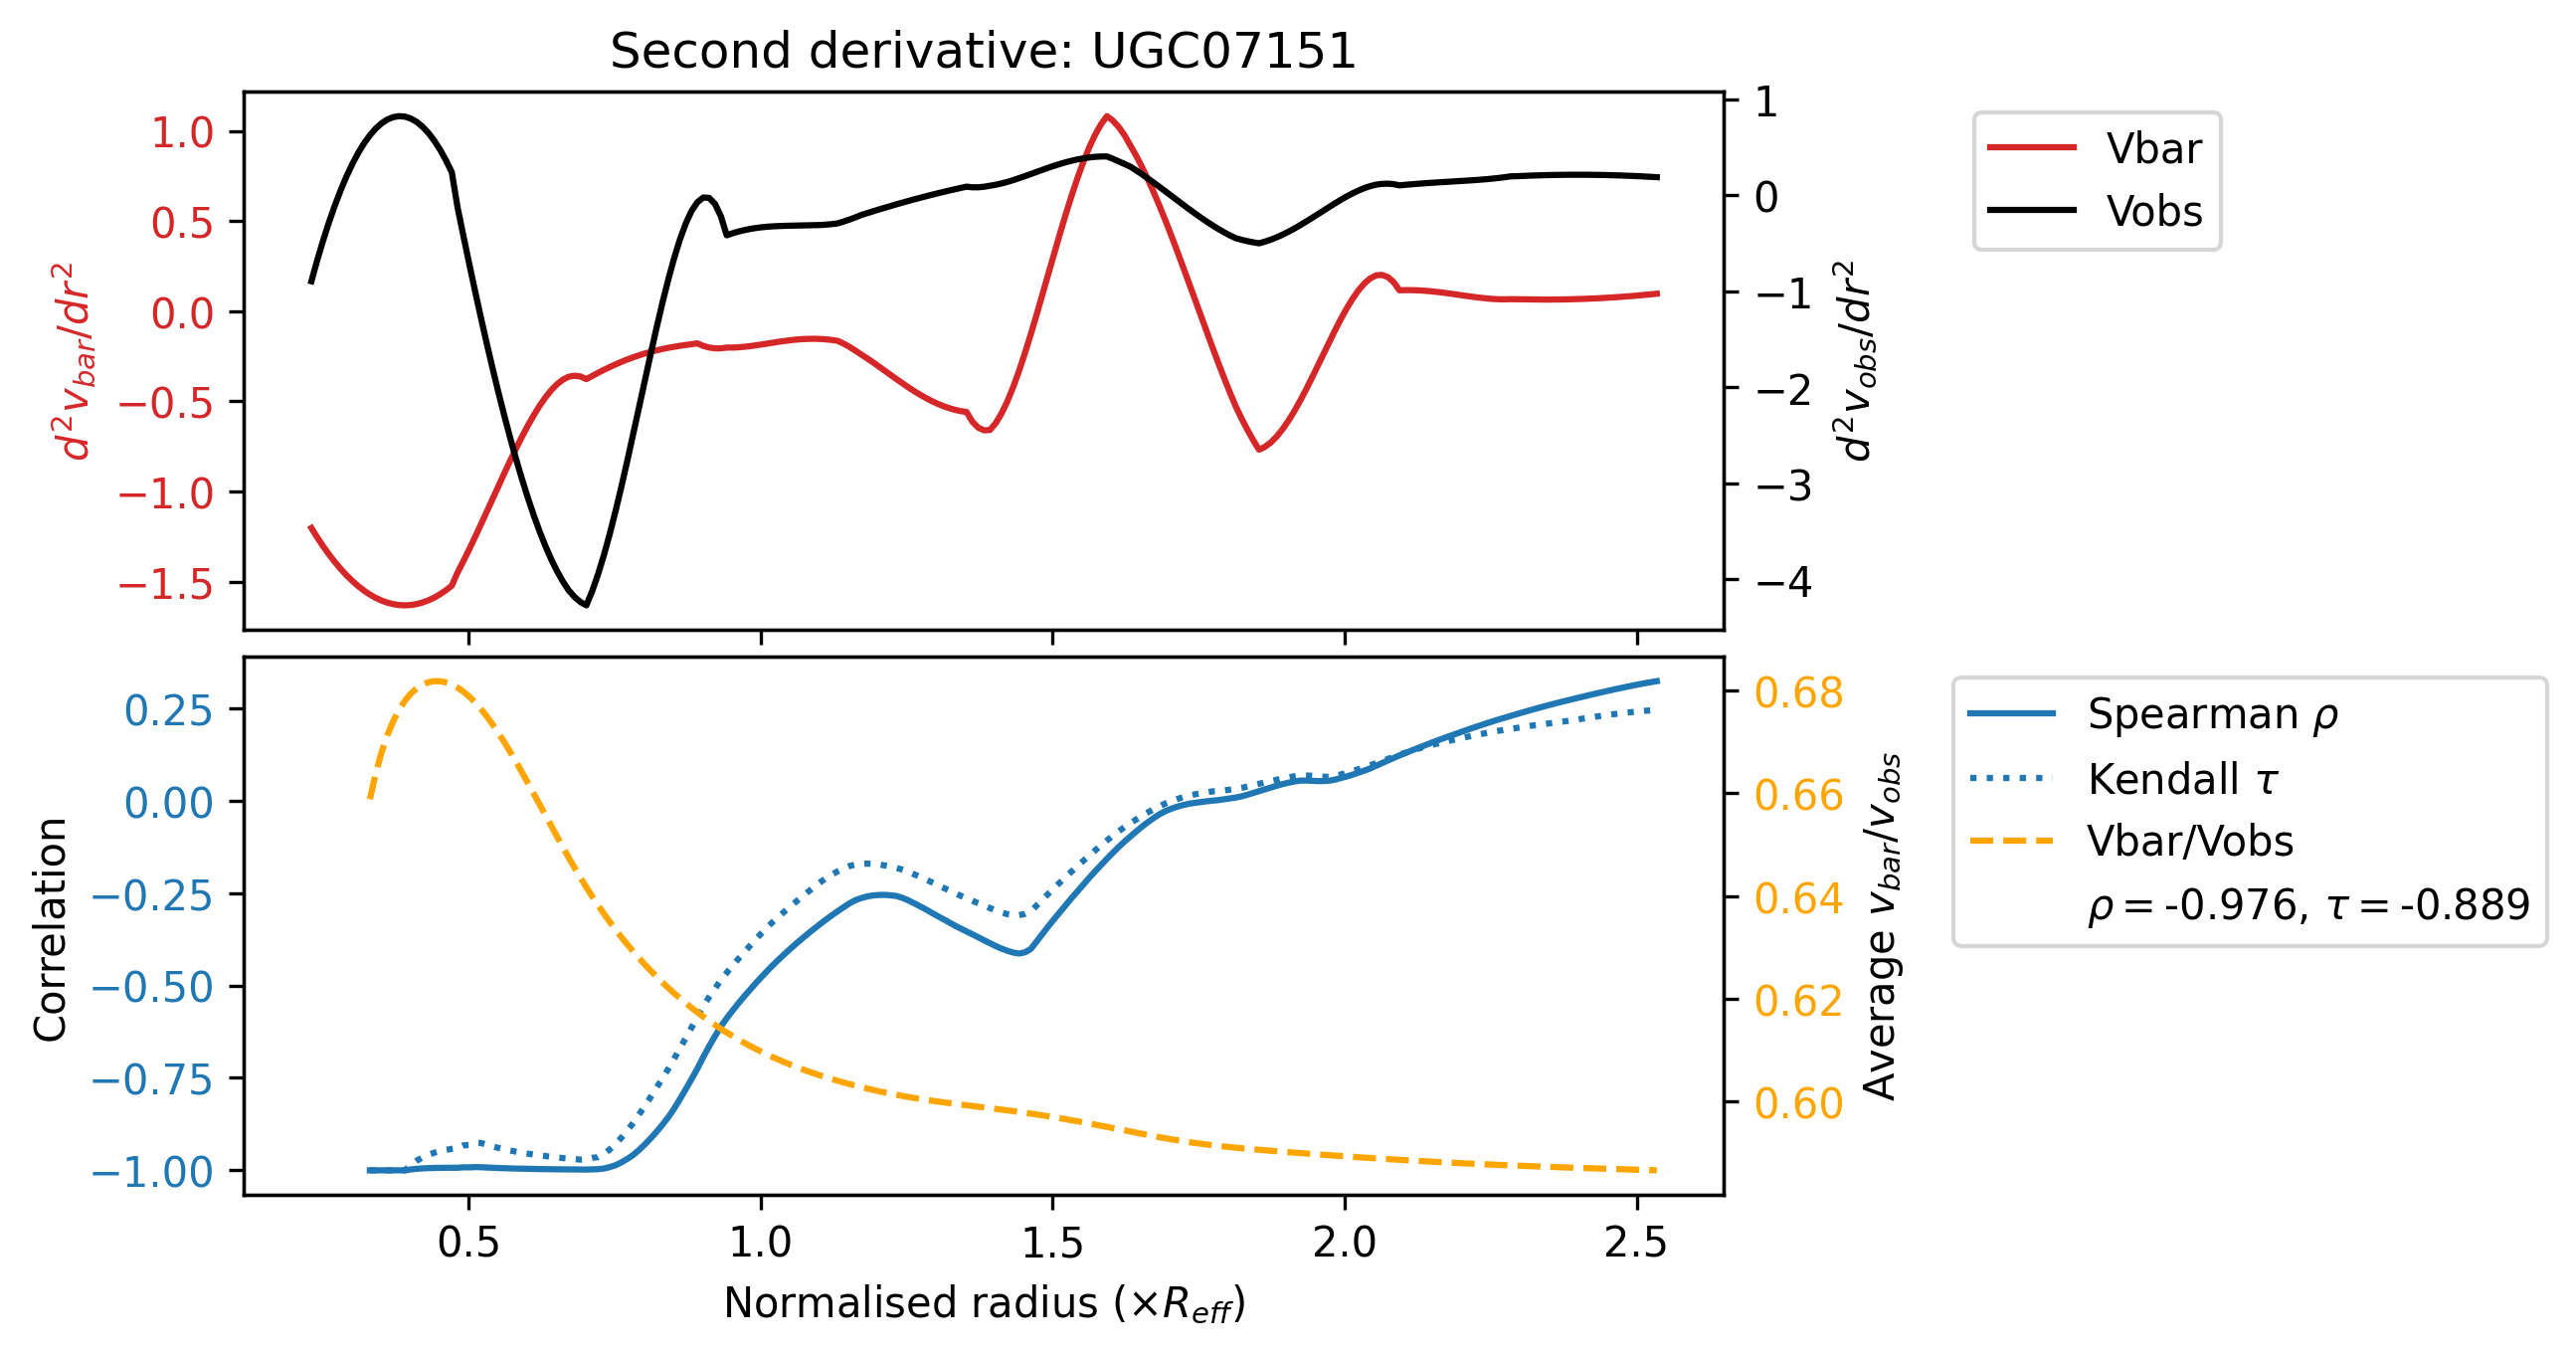 Second derivative: UGC07151
d²v_bar/dr²
1.0
0.5
0.0
−0.5
−1.0
−1.5
1
0
−1
−2
−3
−4
d²v_obs/dr²
Vbar
Vobs
Correlation
0.25
0.00
−0.25
−0.50
−0.75
−1.00
0.68
0.66
0.64
0.62
0.60
Average v_bar/v_obs
Spearman ρ
Kendall τ
Vbar/Vobs
ρ = -0.976, τ = -0.889
0.5 1.0 1.5 2.0 2.5
Normalised radius (×R_eff)